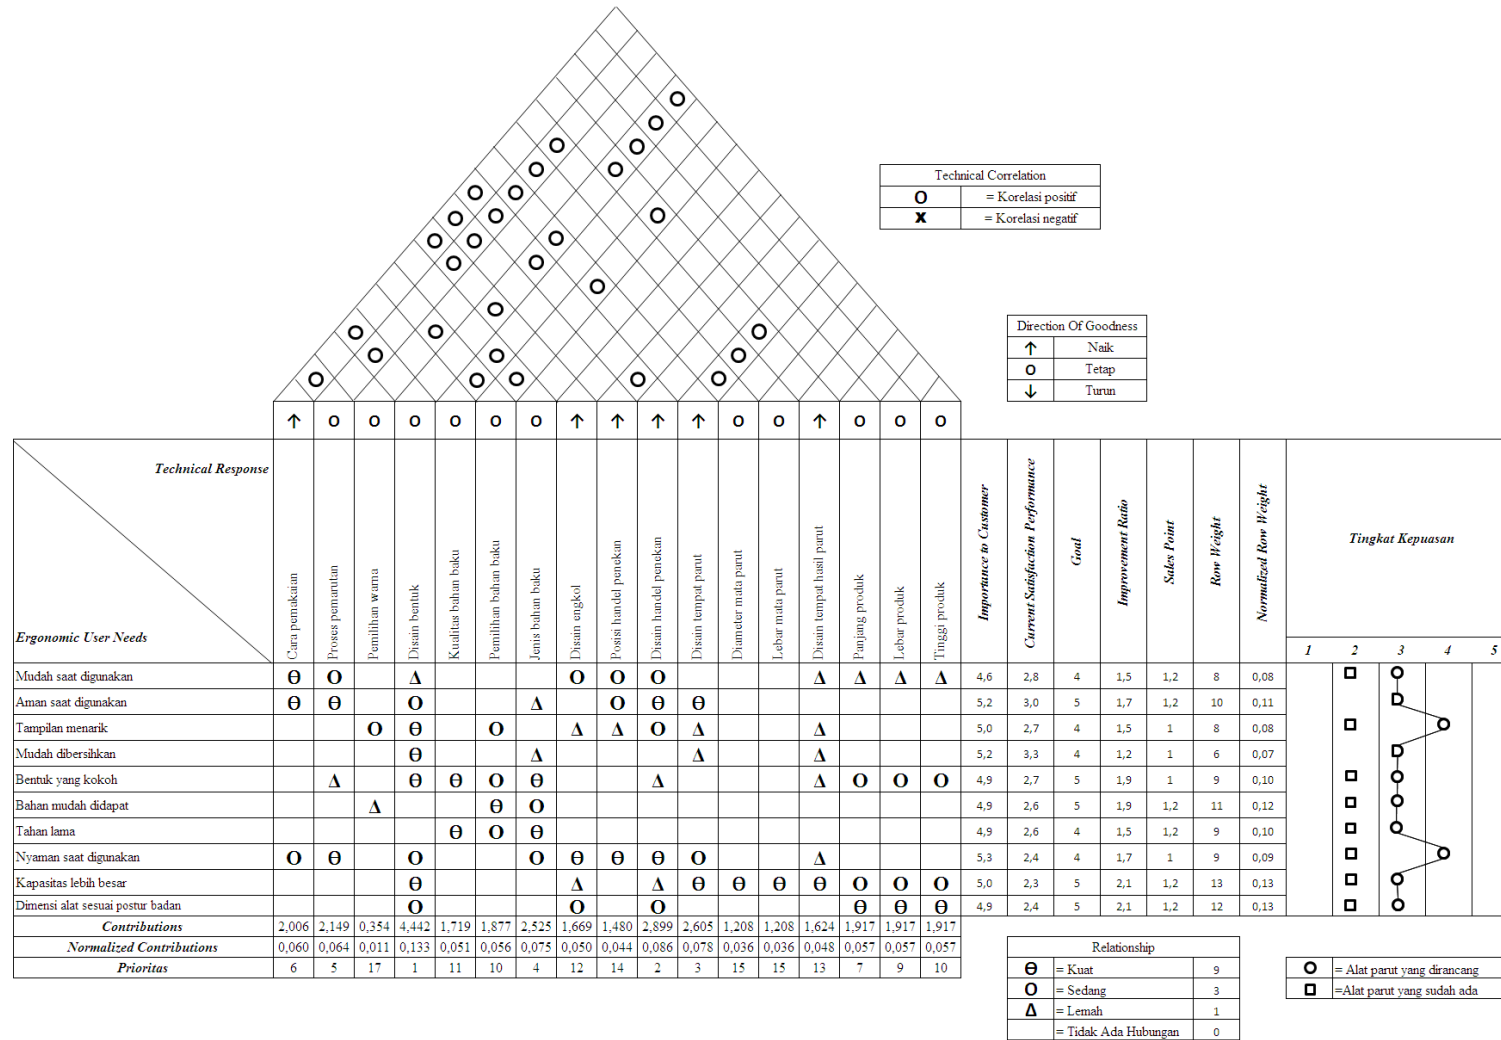 Technical Correlation
O = Korelasi positif
X = Korelasi negatif
Direction Of Goodness
↑ Naik
O Tetap
↓ Turun
↑ O O O O O O ↑ ↑ ↑ ↑ O O ↑ O O O
Technical Response
Ergonomic User Needs
Cara pemakaian
Proses pemarutan
Pemilihan warna
Disain bentuk
Kualitas bahan baku
Pemilihan bahan baku
Jenis bahan baku
Disain engkol
Posisi handel penekan
Disain handel penekan
Disain tempat parut
Diameter mata parut
Lebar mata parut
Disain tempat hasil parut
Panjang produk
Lebar produk
Tinggi produk
Importance to Customer
Current Satisfaction Performance
Goal
Improvement Ratio
Sales Point
Row Weight
Normalized Row Weight
Tingkat Kepuasan
1 2 3 4 5
Mudah saat digunakan Ɵ O Δ O O O Δ Δ Δ Δ 4,6 2,8 4 1,5 1,2 8 0,08
Aman saat digunakan Ɵ Ɵ O Δ O Ɵ Ɵ 5,2 3,0 5 1,7 1,2 10 0,11
Tampilan menarik O Ɵ O Δ Δ O Δ Δ 5,0 2,7 4 1,5 1 8 0,08
Mudah dibersihkan Ɵ Δ Δ Δ 5,2 3,3 4 1,2 1 6 0,07
Bentuk yang kokoh Δ Ɵ Ɵ O Ɵ Δ Δ O O O 4,9 2,7 5 1,9 1 9 0,10
Bahan mudah didapat Δ Ɵ O 4,9 2,6 5 1,9 1,2 11 0,12
Tahan lama Ɵ O Ɵ 4,9 2,6 4 1,5 1,2 9 0,10
Nyaman saat digunakan O Ɵ O O Ɵ Ɵ Ɵ O Δ 5,3 2,4 4 1,7 1 9 0,09
Kapasitas lebih besar Ɵ Δ Δ Ɵ Ɵ Ɵ Ɵ O O O 5,0 2,3 5 2,1 1,2 13 0,13
Dimensi alat sesuai postur badan O O O Ɵ Ɵ Ɵ 4,9 2,4 5 2,1 1,2 12 0,13
Contributions 2,006 2,149 0,354 4,442 1,719 1,877 2,525 1,669 1,480 2,899 2,605 1,208 1,208 1,624 1,917 1,917 1,917
Normalized Contributions 0,060 0,064 0,011 0,133 0,051 0,056 0,075 0,050 0,044 0,086 0,078 0,036 0,036 0,048 0,057 0,057 0,057
Prioritas 6 5 17 1 11 10 4 12 14 2 3 15 15 13 7 9 10
Relationship
Ɵ = Kuat 9
O = Sedang 3
Δ = Lemah 1
= Tidak Ada Hubungan 0
O = Alat parut yang dirancang
□ =Alat parut yang sudah ada